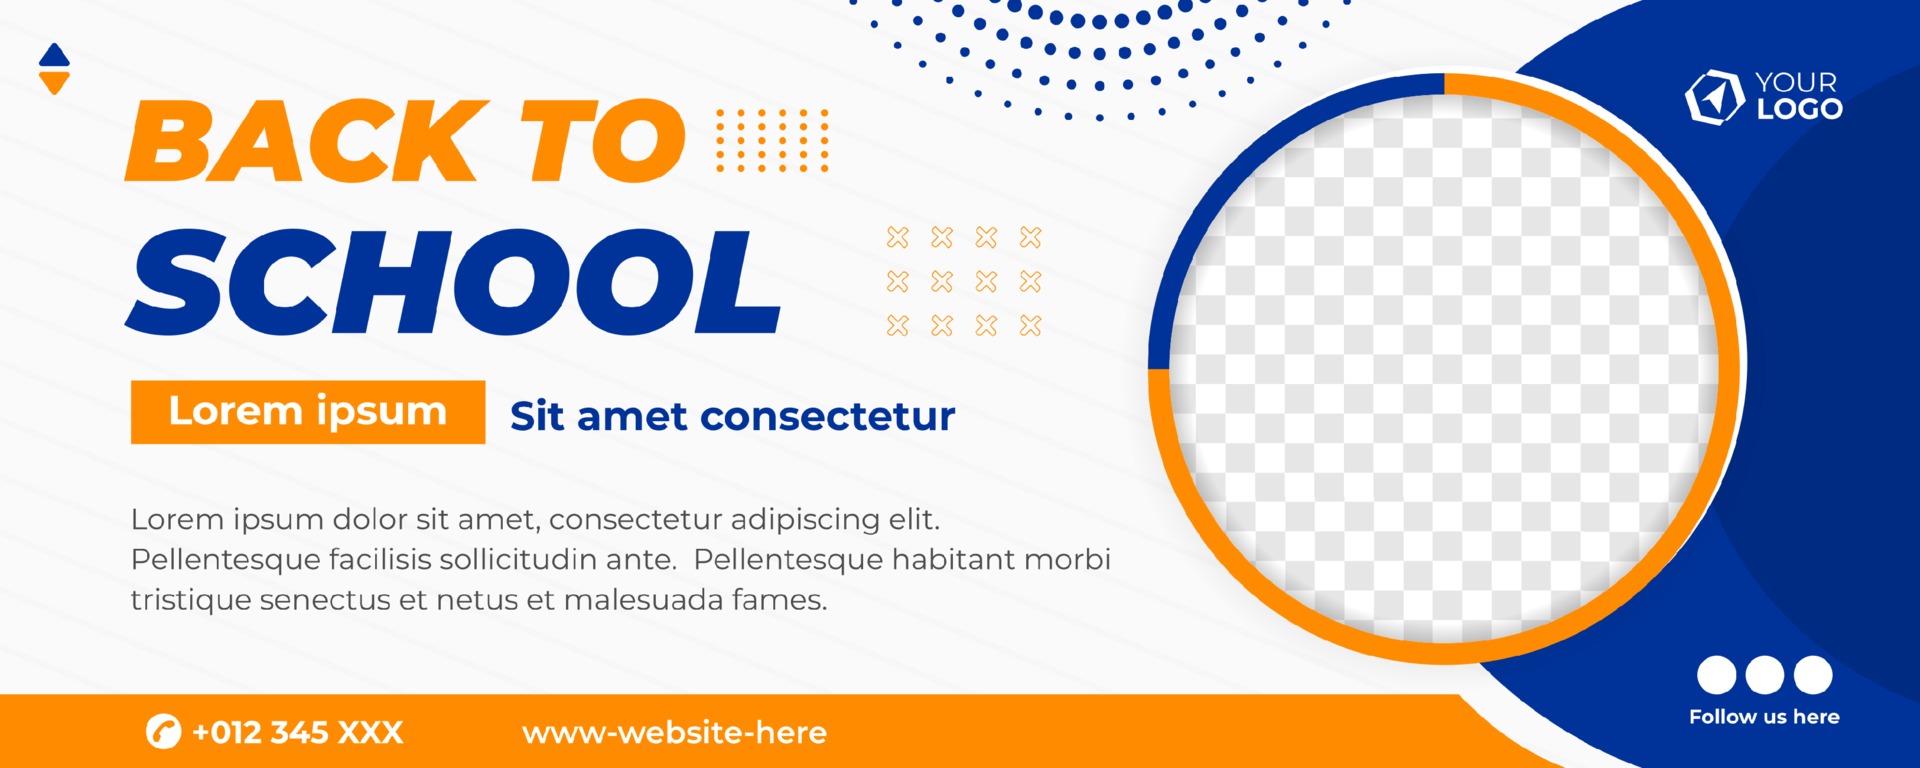 BACK TO
SCHOOL
Lorem ipsum
Sit amet consectetur
Lorem ipsum dolor sit amet, consectetur adipiscing elit.
Pellentesque facilisis sollicitudin ante.  Pellentesque habitant morbi
tristique senectus et netus et malesuada fames.
+012 345 XXX
www-website-here
YOUR
LOGO
Follow us here